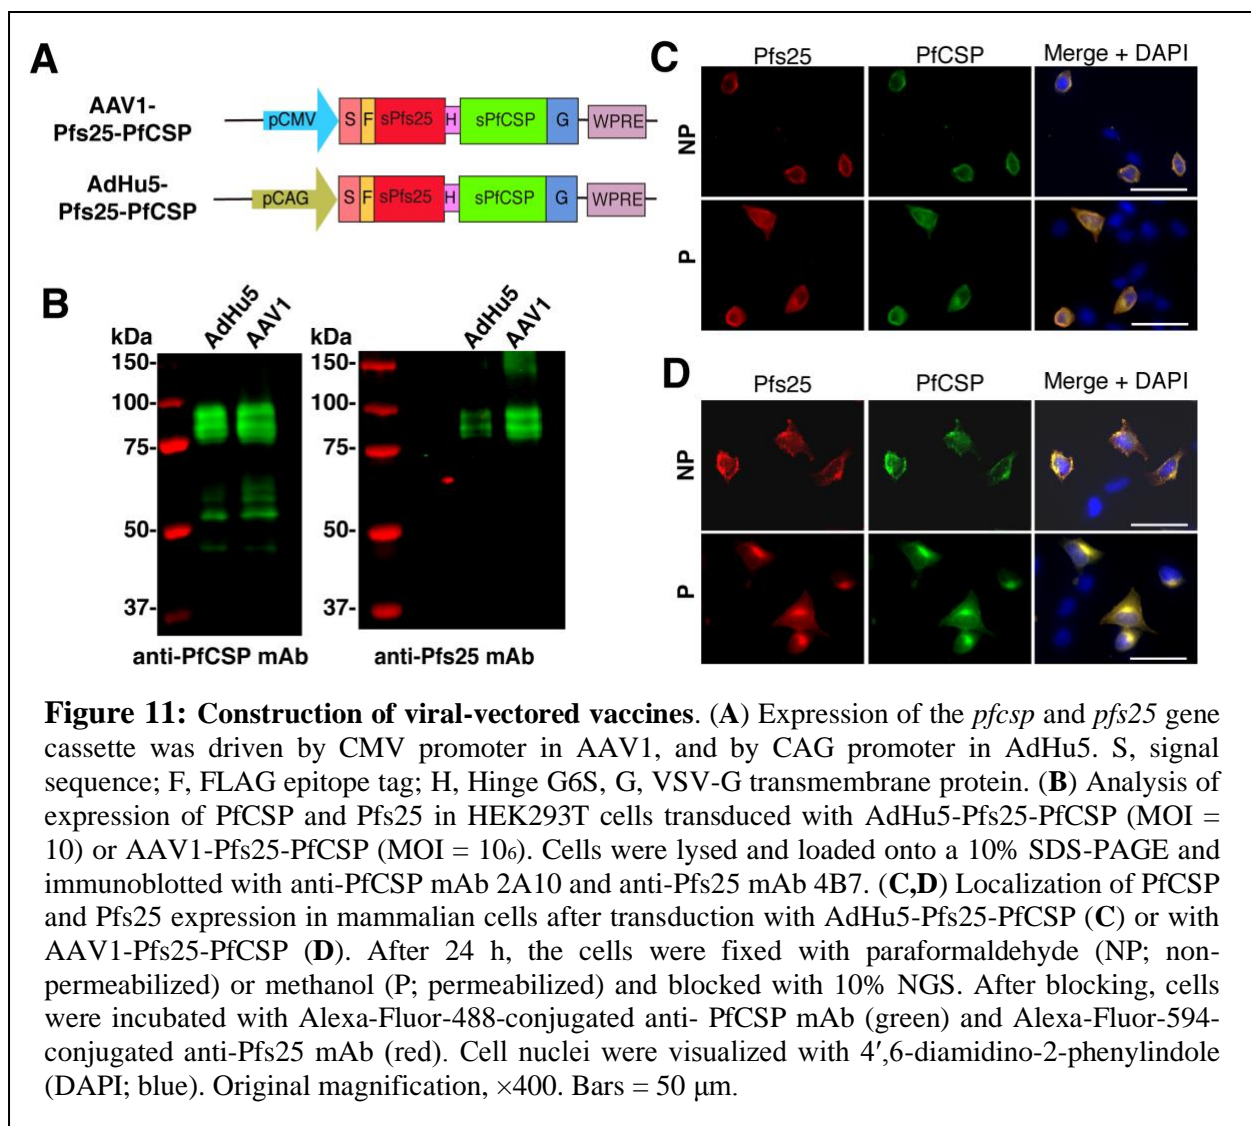 A
AAV1-
Pfs25-PfCSP
pCMV
S
F
sPfs25
H
sPfCSP
G
WPRE
AdHu5-
Pfs25-PfCSP
pCAG
S
F
sPfs25
H
sPfCSP
G
WPRE
B
kDa
AdHu5
AAV1
150-
100-
75-
50-
37-
anti-PfCSP mAb
kDa
AdHu5
AAV1
150-
100-
75-
50-
37-
anti-Pfs25 mAb
C
Pfs25
PfCSP
Merge + DAPI
NP
P
D
Pfs25
PfCSP
Merge + DAPI
NP
P
Figure 11: Construction of viral-vectored vaccines. (A) Expression of the pfcsp and pfs25 gene
cassette was driven by CMV promoter in AAV1, and by CAG promoter in AdHu5. S, signal
sequence; F, FLAG epitope tag; H, Hinge G6S, G, VSV-G transmembrane protein. (B) Analysis of
expression of PfCSP and Pfs25 in HEK293T cells transduced with AdHu5-Pfs25-PfCSP (MOI =
10) or AAV1-Pfs25-PfCSP (MOI = 10₆). Cells were lysed and loaded onto a 10% SDS-PAGE and
immunoblotted with anti-PfCSP mAb 2A10 and anti-Pfs25 mAb 4B7. (C,D) Localization of PfCSP
and Pfs25 expression in mammalian cells after transduction with AdHu5-Pfs25-PfCSP (C) or with
AAV1-Pfs25-PfCSP (D). After 24 h, the cells were fixed with paraformaldehyde (NP; non-
permeabilized) or methanol (P; permeabilized) and blocked with 10% NGS. After blocking, cells
were incubated with Alexa-Fluor-488-conjugated anti- PfCSP mAb (green) and Alexa-Fluor-594-
conjugated anti-Pfs25 mAb (red). Cell nuclei were visualized with 4′,6-diamidino-2-phenylindole
(DAPI; blue). Original magnification, ×400. Bars = 50 μm.